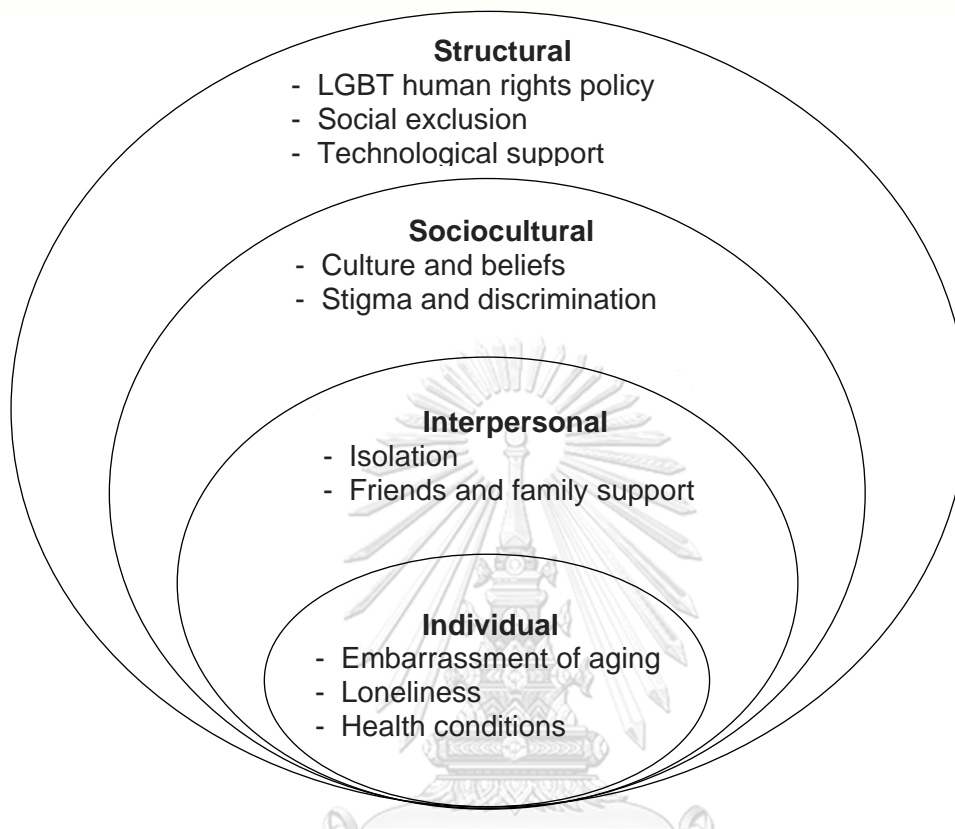 Structural
- LGBT human rights policy
- Social exclusion
- Technological support
Sociocultural
- Culture and beliefs
- Stigma and discrimination
Interpersonal
- Isolation
- Friends and family support
Individual
- Embarrassment of aging
- Loneliness
- Health conditions